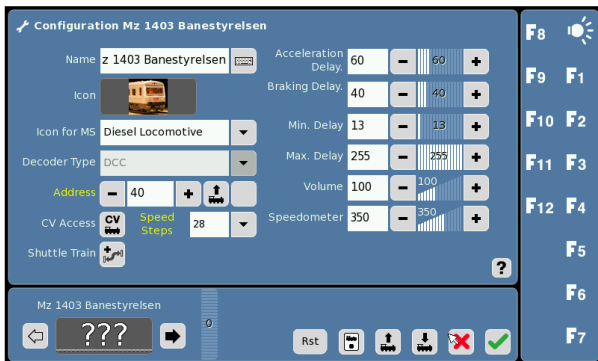 Configuration Mz 1403 Banestyrelsen
Name z 1403 Banestyrelsen
Icon
Icon for MS Diesel Locomotive
Decoder Type DCC
Address - 40 +
CV Access CV Speed Steps 28
Shuttle Train +
Acceleration Delay. 60 - 60 +
Braking Delay. 40 - 40 +
Min. Delay 13 - 13 +
Max. Delay 255 - 255 +
Volume 100 - 100 +
Speedometer 350 - 350 +
?
Mz 1403 Banestyrelsen
???
0
Rst
F8
F9 F1
F10 F2
F11 F3
F12 F4
F5
F6
F7